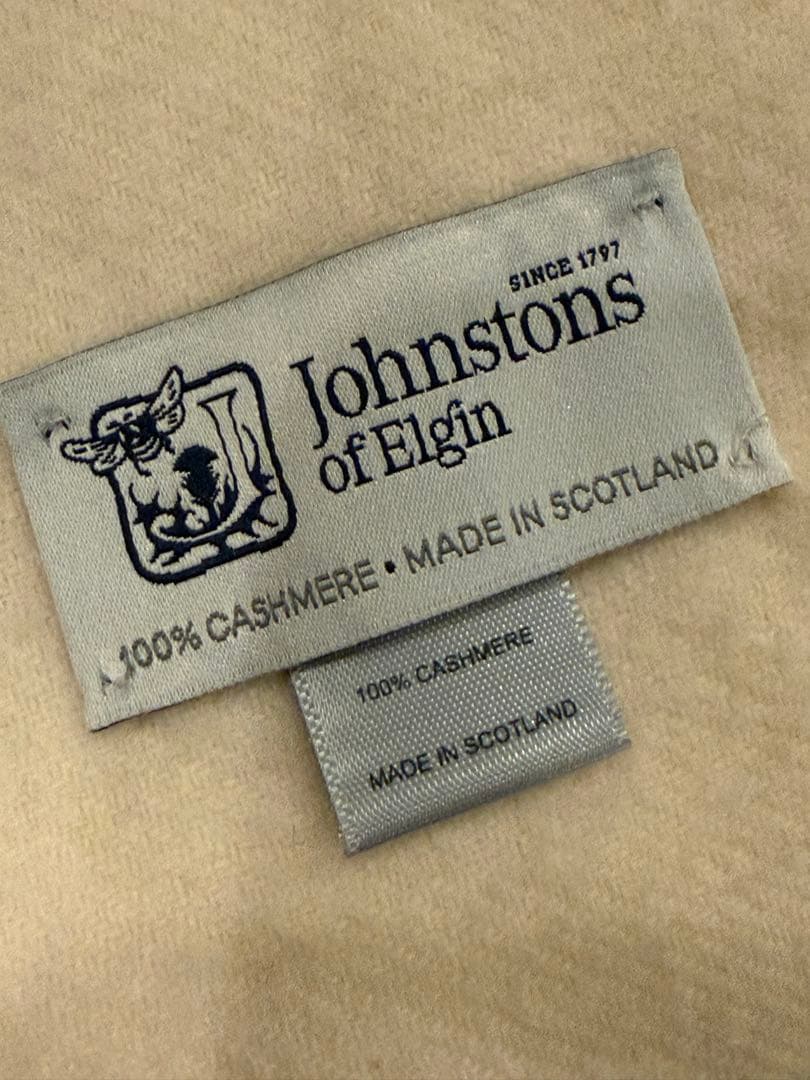 SINCE 1797
Johnstons
of Elgin
100% CASHMERE • MADE IN SCOTLAND
100% CASHMERE
MADE IN SCOTLAND